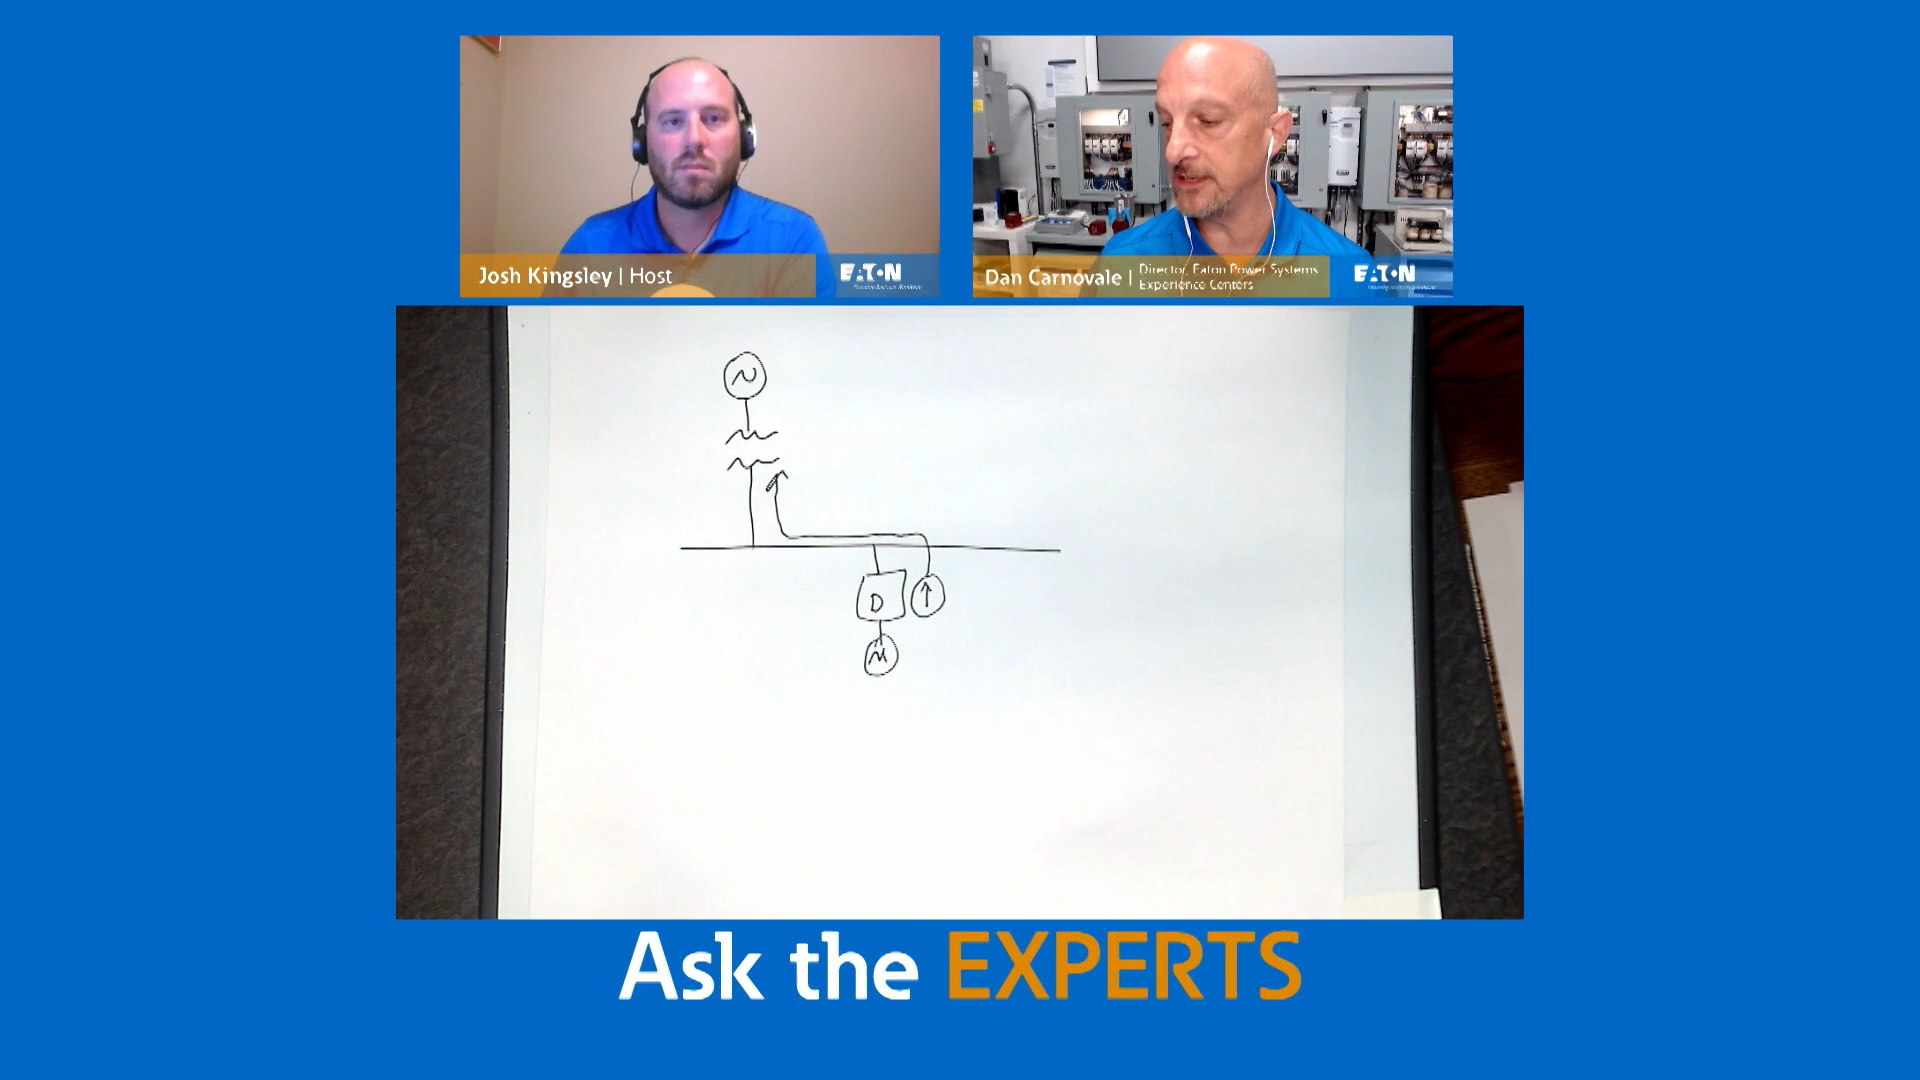 Josh Kingsley | Host
EATON
Dan Carnovale | Director, Eaton Power Systems
Experience Centers
EATON
D
M
Ask the EXPERTS